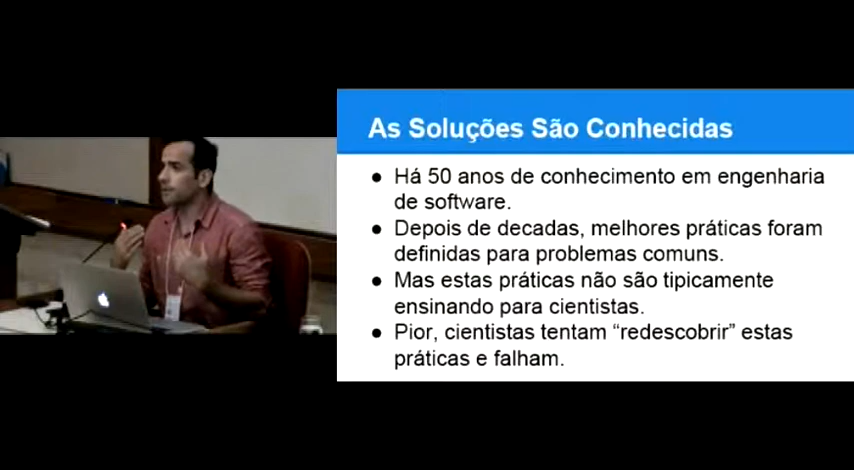 As Soluções São Conhecidas
● Há 50 anos de conhecimento em engenharia
de software.
● Depois de decadas, melhores práticas foram
definidas para problemas comuns.
● Mas estas práticas não são tipicamente
ensinando para cientistas.
● Pior, cientistas tentam “redescobrir” estas
práticas e falham.